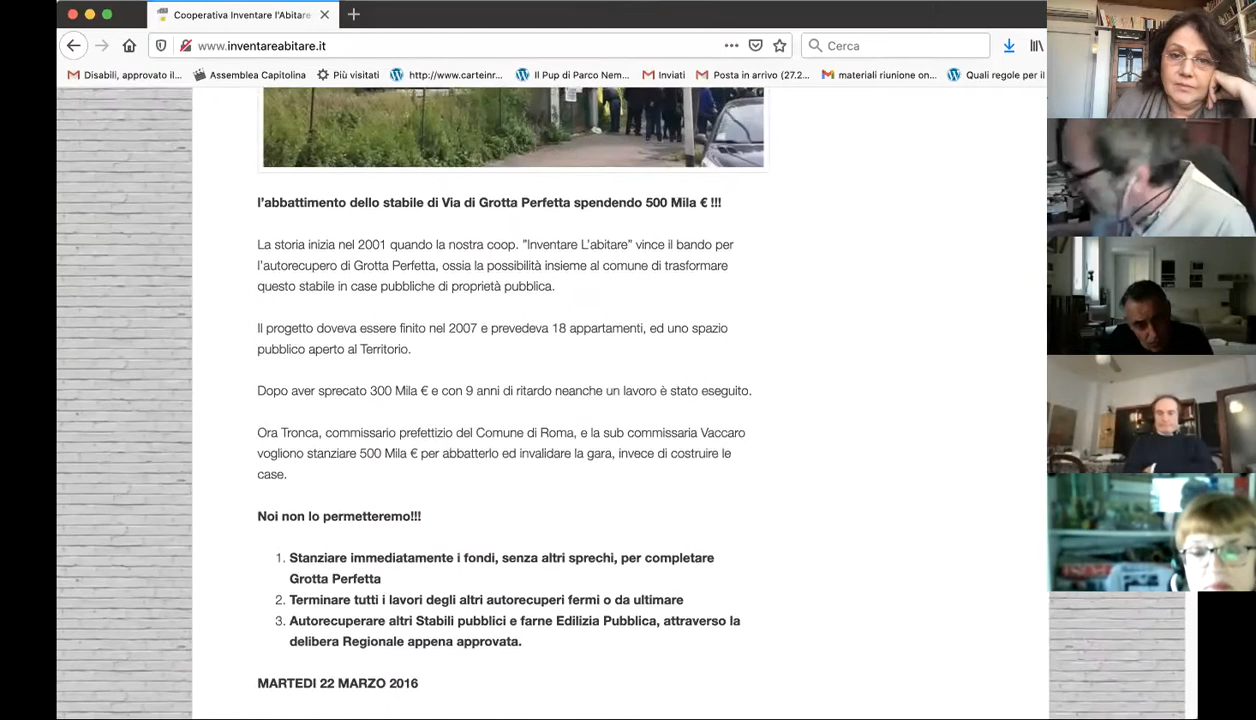 Cooperativa Inventare l'Abitare
www.inventareabitare.it
Cerca
Disabili, approvato il...
Assemblea Capitolina
Più visitati
http://www.carteinr...
Il Pup di Parco Nem...
Inviati
Posta in arrivo (27.2...
materiali riunione on...
Quali regole per il
l'abbattimento dello stabile di Via di Grotta Perfetta spendendo 500 Mila € !!!
La storia inizia nel 2001 quando la nostra coop. "Inventare L'abitare" vince il bando per
l'autorecupero di Grotta Perfetta, ossia la possibilità insieme al comune di trasformare
questo stabile in case pubbliche di proprietà pubblica.
Il progetto doveva essere finito nel 2007 e prevedeva 18 appartamenti, ed uno spazio
pubblico aperto al Territorio.
Dopo aver sprecato 300 Mila € e con 9 anni di ritardo neanche un lavoro è stato eseguito.
Ora Tronca, commissario prefettizio del Comune di Roma, e la sub commissaria Vaccaro
vogliono stanziare 500 Mila € per abbatterlo ed invalidare la gara, invece di costruire le
case.
Noi non lo permetteremo!!!
1. Stanziare immediatamente i fondi, senza altri sprechi, per completare
Grotta Perfetta
2. Terminare tutti i lavori degli altri autorecuperi fermi o da ultimare
3. Autorecuperare altri Stabili pubblici e farne Edilizia Pubblica, attraverso la
delibera Regionale appena approvata.
MARTEDI 22 MARZO 2016